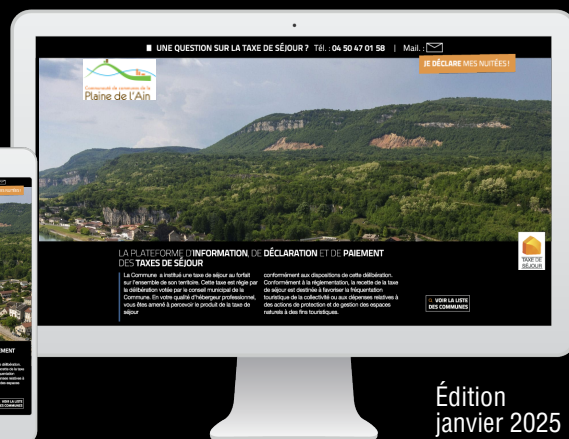 UNE QUESTION SUR LA TAXE DE SÉJOUR ? Tél. : 04 50 47 01 58 | Mail. :
JE DÉCLARE MES NUITÉES !
Communauté de communes de la
Plaine de l'Ain
LA PLATEFORME D'INFORMATION, DE DÉCLARATION ET DE PAIEMENT
DES TAXES DE SÉJOUR
La Commune a institué une taxe de séjour au forfait
sur l'ensemble de son territoire. Cette taxe est régie par
la délibération votée par le conseil municipal de la
Commune. En votre qualité d'hébergeur professionnel,
vous êtes amené à percevoir le produit de la taxe de
séjour
conformément aux dispositions de cette délibération.
Conformément à la réglementation, la recette de la taxe
de séjour est destinée à favoriser la fréquentation
touristique de la collectivité ou aux dépenses relatives à
des actions de protection et de gestion des espaces
naturels à des fins touristiques.
TAXE DE
SÉJOUR
VOIR LA LISTE
DES COMMUNES
Édition
janvier 2025